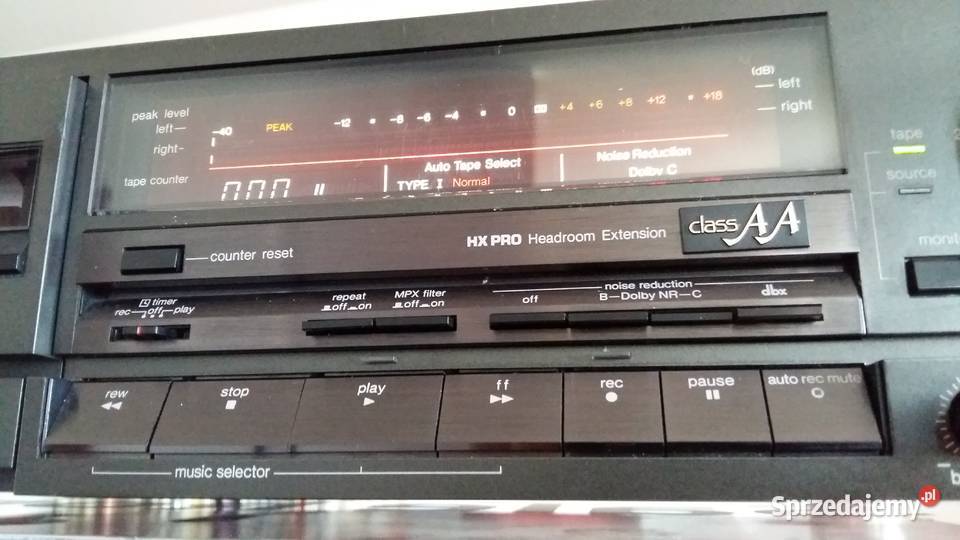 (dB)
peak level
left
right
-40 PEAK -12 -8 -6 -4 0 +4 +6 +8 +12 +18
left
right
tape counter
000
Auto Tape Select
TYPE I Normal
Noise Reduction
Dolby C
tape
source
HX PRO Headroom Extension
class AA
counter reset
timer
rec off play
repeat
off on
MPX filter
off on
noise reduction
off B-Dolby NR-C dbx
rew
stop
play
ff
rec
pause
auto rec mute
music selector
Sprzedajemy.pl